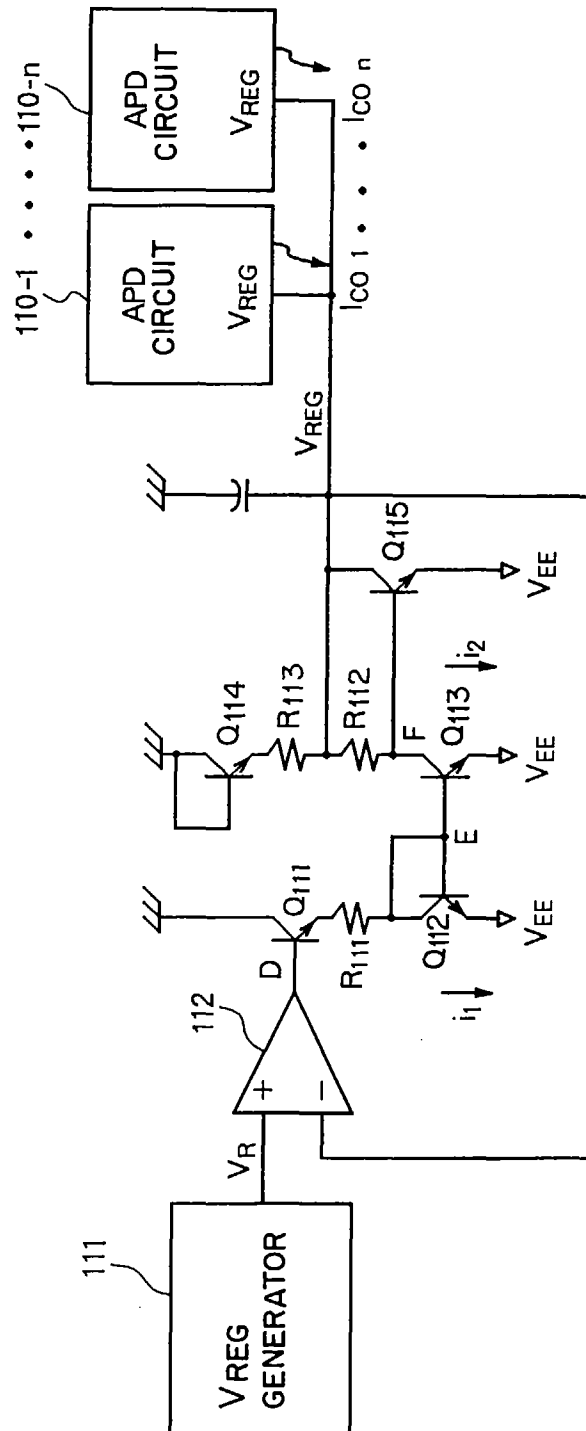 111
VREG
GENERATOR
VR
112
+
−
D
Q111
R111
i1
Q112
VEE
E
Q114
R113
R112
F
Q113
VEE
i2
Q115
VEE
VREG
110-1 • • • • • 110-n
APD
CIRCUIT
VREG
ICO 1
• • •
APD
CIRCUIT
VREG
ICO n